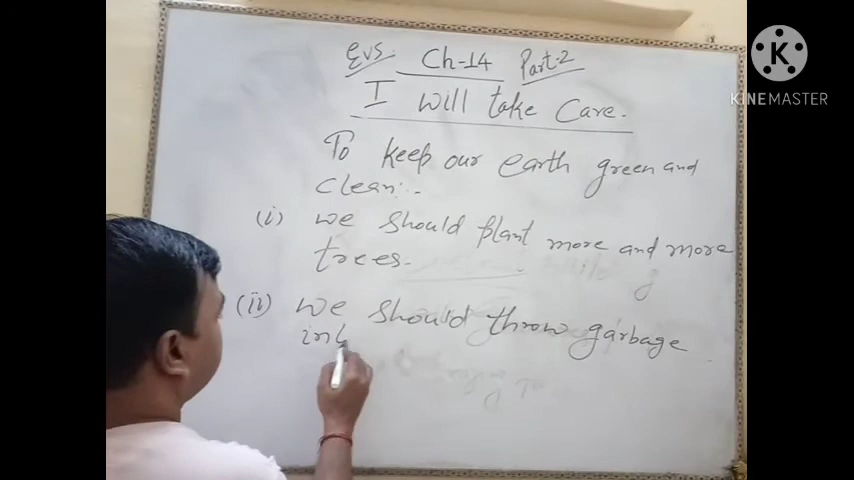 EVS. Ch-14 Part-2
I will take Care.
To keep our earth green and
clean:-
(i) we should plant more and more
trees.
(ii) we should throw garbage
int
KINEMASTER